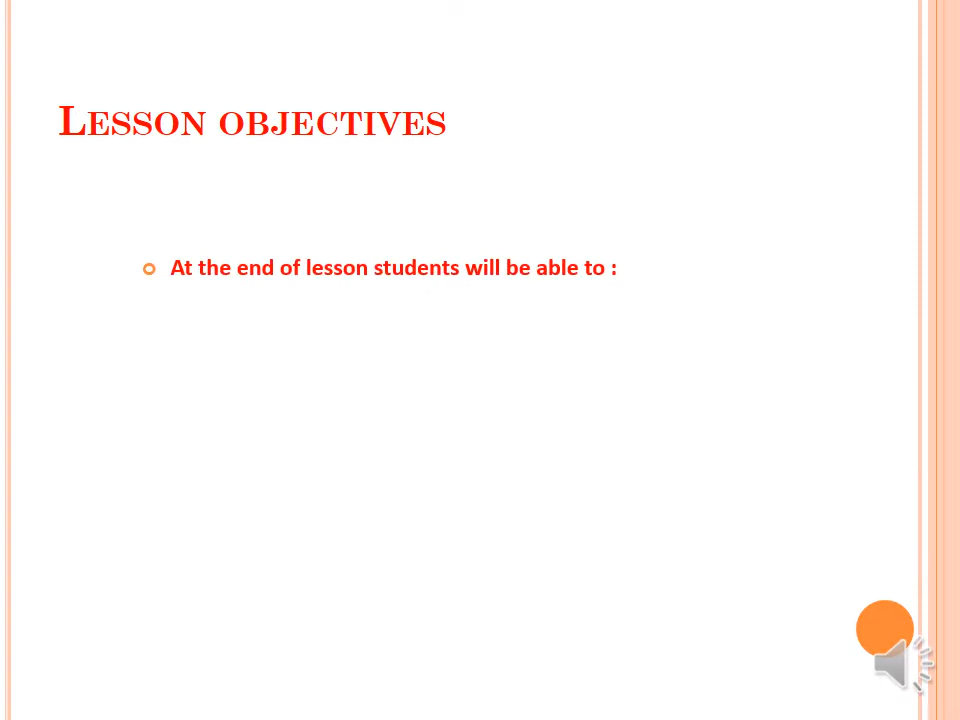 Lesson objectives
At the end of lesson students will be able to :